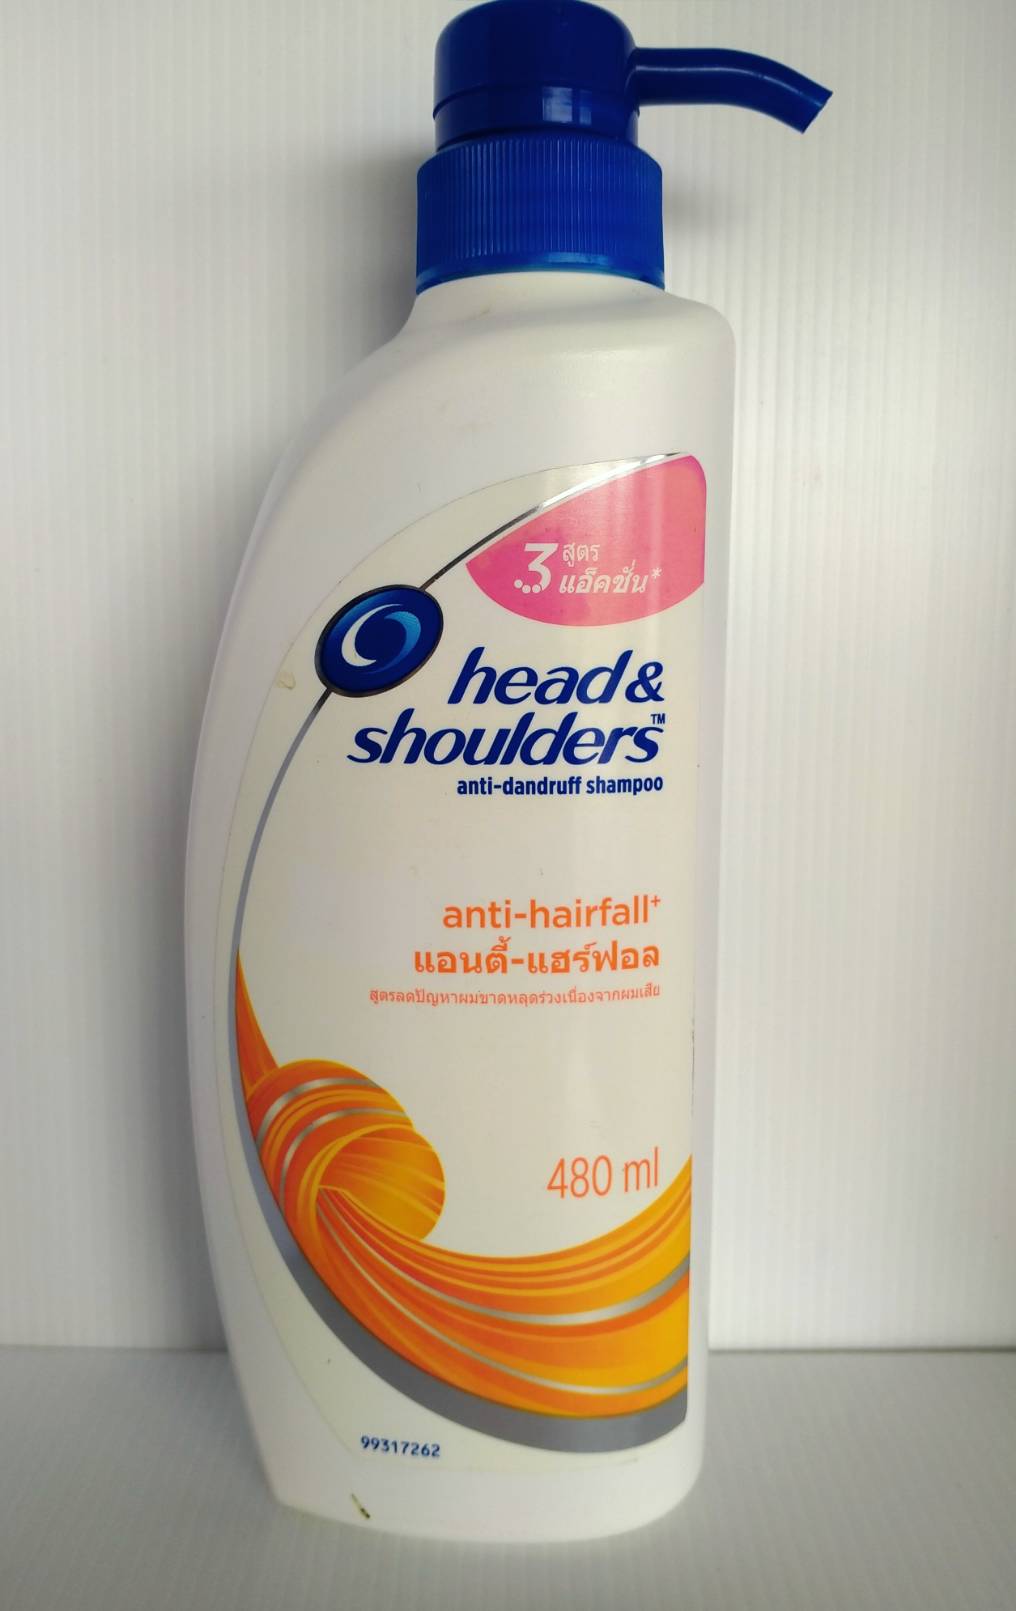 3 สูตร
แอ็คชั่น*
head &
shoulders™
anti-dandruff shampoo
anti-hairfall⁺
แอนตี้-แฮร์ฟอล
สูตรลดปัญหาผมขาดหลุดร่วงเนื่องจากผมเสีย
480 ml
99317262